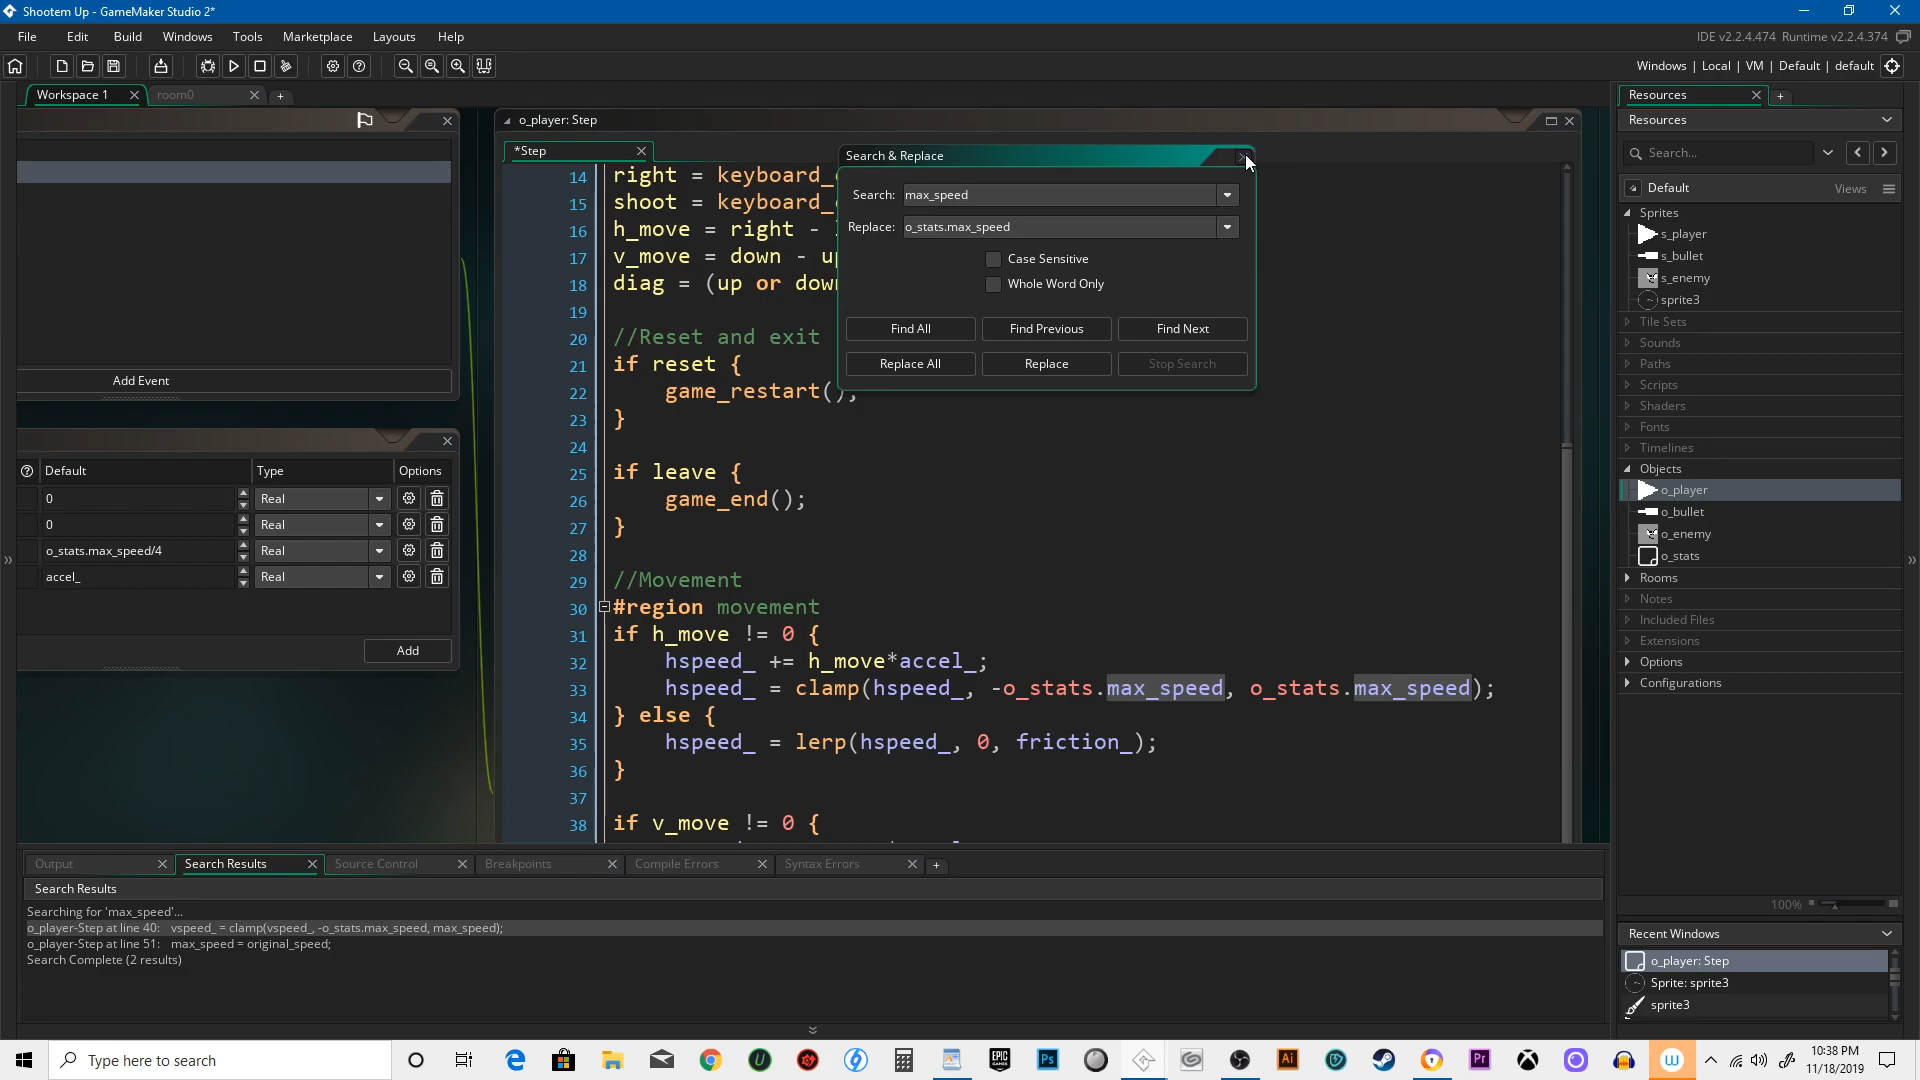 Shootem Up - GameMaker Studio 2*
File Edit Build Windows Tools Marketplace Layouts Help
IDE v2.2.4.474 Runtime v2.2.4.374
Windows | Local | VM | Default | default
Workspace 1
room0
o_player: Step
*Step
14 right = keyboard_
15 shoot = keyboard_
16 h_move = right -
17 v_move = down - u
18 diag = (up or dow
19
20 //Reset and exit
21 if reset {
22 game_restart();
23 }
24
25 if leave {
26 game_end();
27 }
28
29 //Movement
30 #region movement
31 if h_move != 0 {
32 hspeed_ += h_move*accel_;
33 hspeed_ = clamp(hspeed_, -o_stats.max_speed, o_stats.max_speed);
34 } else {
35 hspeed_ = lerp(hspeed_, 0, friction_);
36 }
37
38 if v_move != 0 {
Search & Replace
Search: max_speed
Replace: o_stats.max_speed
Case Sensitive
Whole Word Only
Find All Find Previous Find Next
Replace All Replace Stop Search
Add Event
Default Type Options
0 Real
0 Real
o_stats.max_speed/4 Real
accel_ Real
Add
Resources
Resources
Search...
Default Views
Sprites
s_player
s_bullet
s_enemy
sprite3
Tile Sets
Sounds
Paths
Scripts
Shaders
Fonts
Timelines
Objects
o_player
o_bullet
o_enemy
o_stats
Rooms
Notes
Included Files
Extensions
Options
Configurations
100%
Recent Windows
o_player: Step
Sprite: sprite3
sprite3
Output
Search Results
Source Control
Breakpoints
Compile Errors
Syntax Errors
Search Results
Searching for 'max_speed'...
o_player-Step at line 40: vspeed_ = clamp(vspeed_, -o_stats.max_speed, max_speed);
o_player-Step at line 51: max_speed = original_speed;
Search Complete (2 results)
Type here to search
10:38 PM
11/18/2019